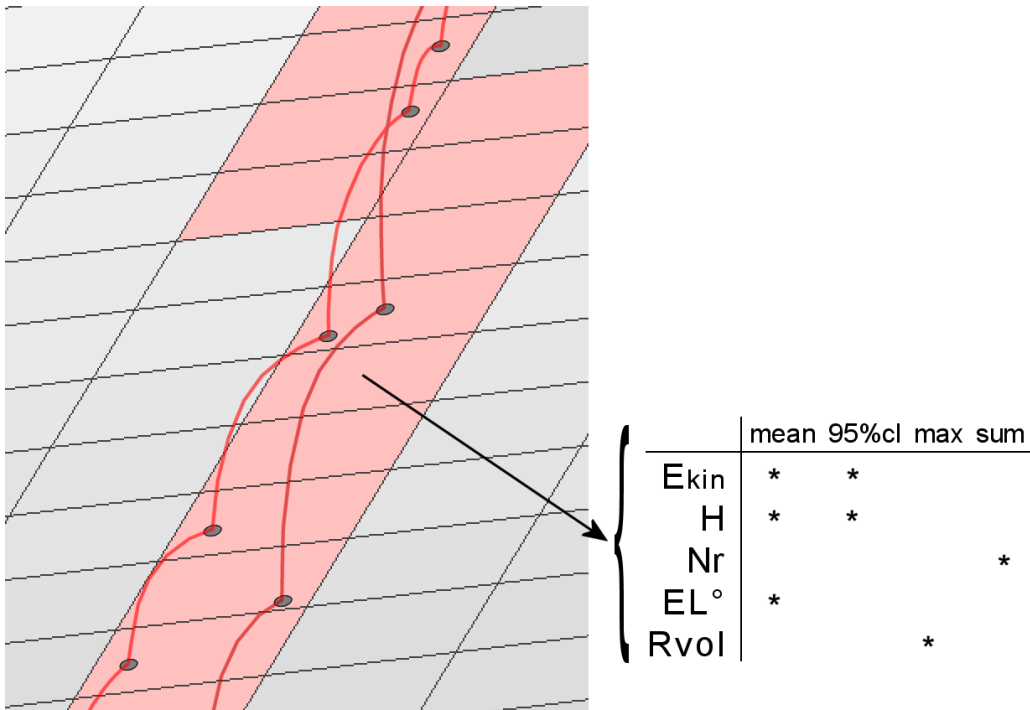 mean 95%cl max sum
Ekin * *
H * *
Nr *
EL° *
Rvol *